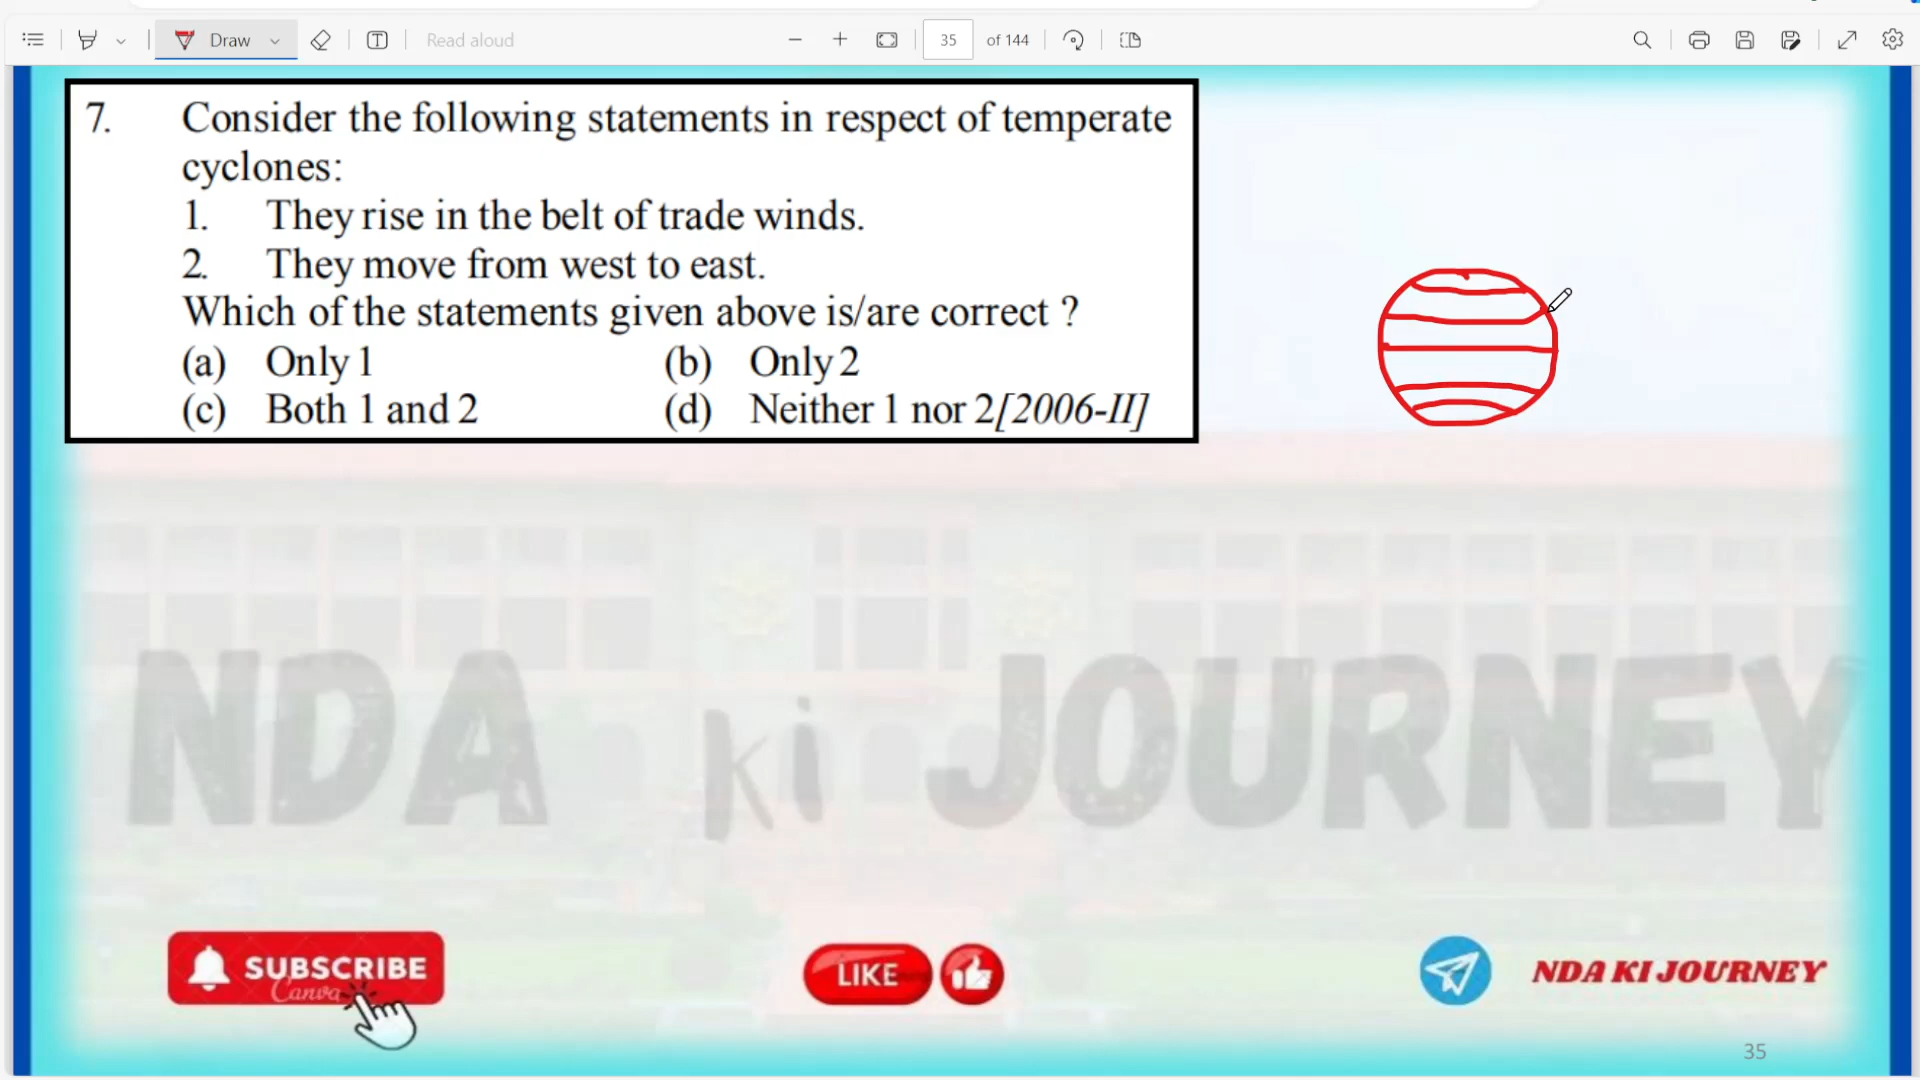 Draw
Read aloud
35
of 144
7. Consider the following statements in respect of temperate
cyclones:
1. They rise in the belt of trade winds.
2. They move from west to east.
Which of the statements given above is/are correct ?
(a) Only 1 (b) Only 2
(c) Both 1 and 2 (d) Neither 1 nor 2[2006-II]
NDA ki JOURNEY
SUBSCRIBE
Canva
LIKE
NDA KI JOURNEY
35